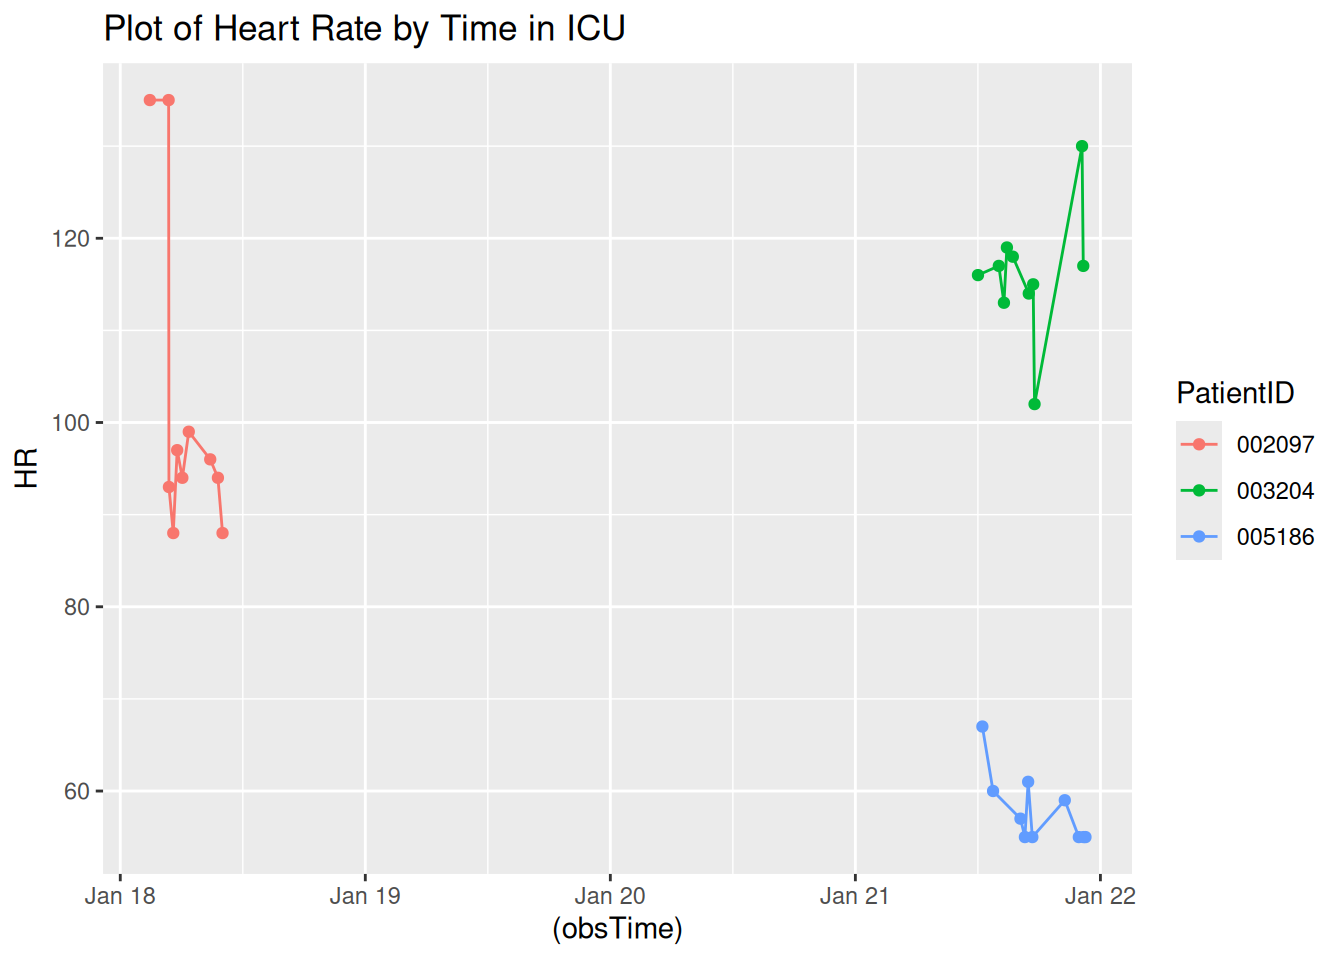 Plot of Heart Rate by Time in ICU
HR
120
100
80
60
Jan 18 Jan 19 Jan 20 Jan 21 Jan 22
(obsTime)
PatientID
002097
003204
005186